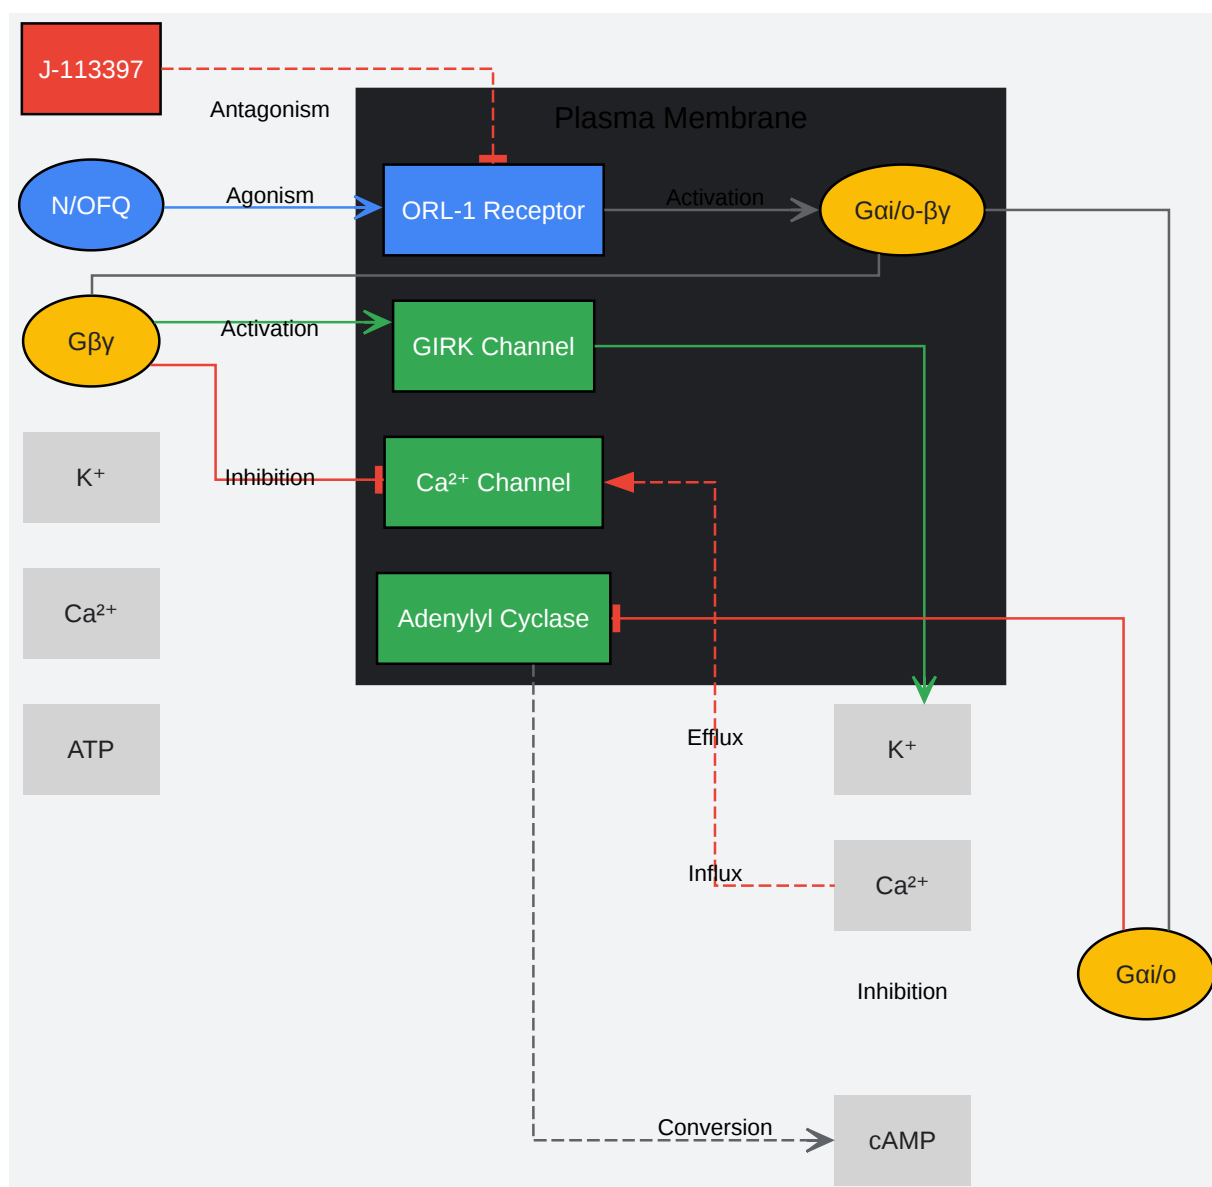 J-113397
Antagonism
Plasma Membrane
N/OFQ
Agonism
ORL-1 Receptor
Activation
Gαi/o-βγ
Gβγ
Activation
GIRK Channel
K⁺
Inhibition
Ca²⁺ Channel
Ca²⁺
Adenylyl Cyclase
ATP
Efflux
K⁺
Influx
Ca²⁺
Gαi/o
Inhibition
Conversion
cAMP